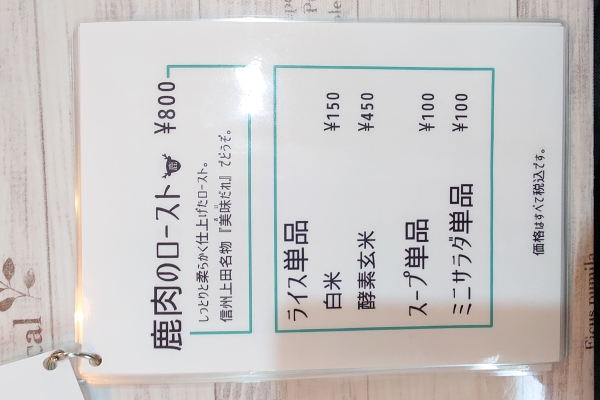 鹿肉のロースト 鹿 ¥800
しっとりと柔らかく仕上げたロースト。
信州上田名物『美味だれ』でどうぞ。
ライス単品
白米 ¥150
酵素玄米 ¥450
スープ単品 ¥100
ミニサラダ単品 ¥100
価格はすべて税込です。
cal
Ficus pumila